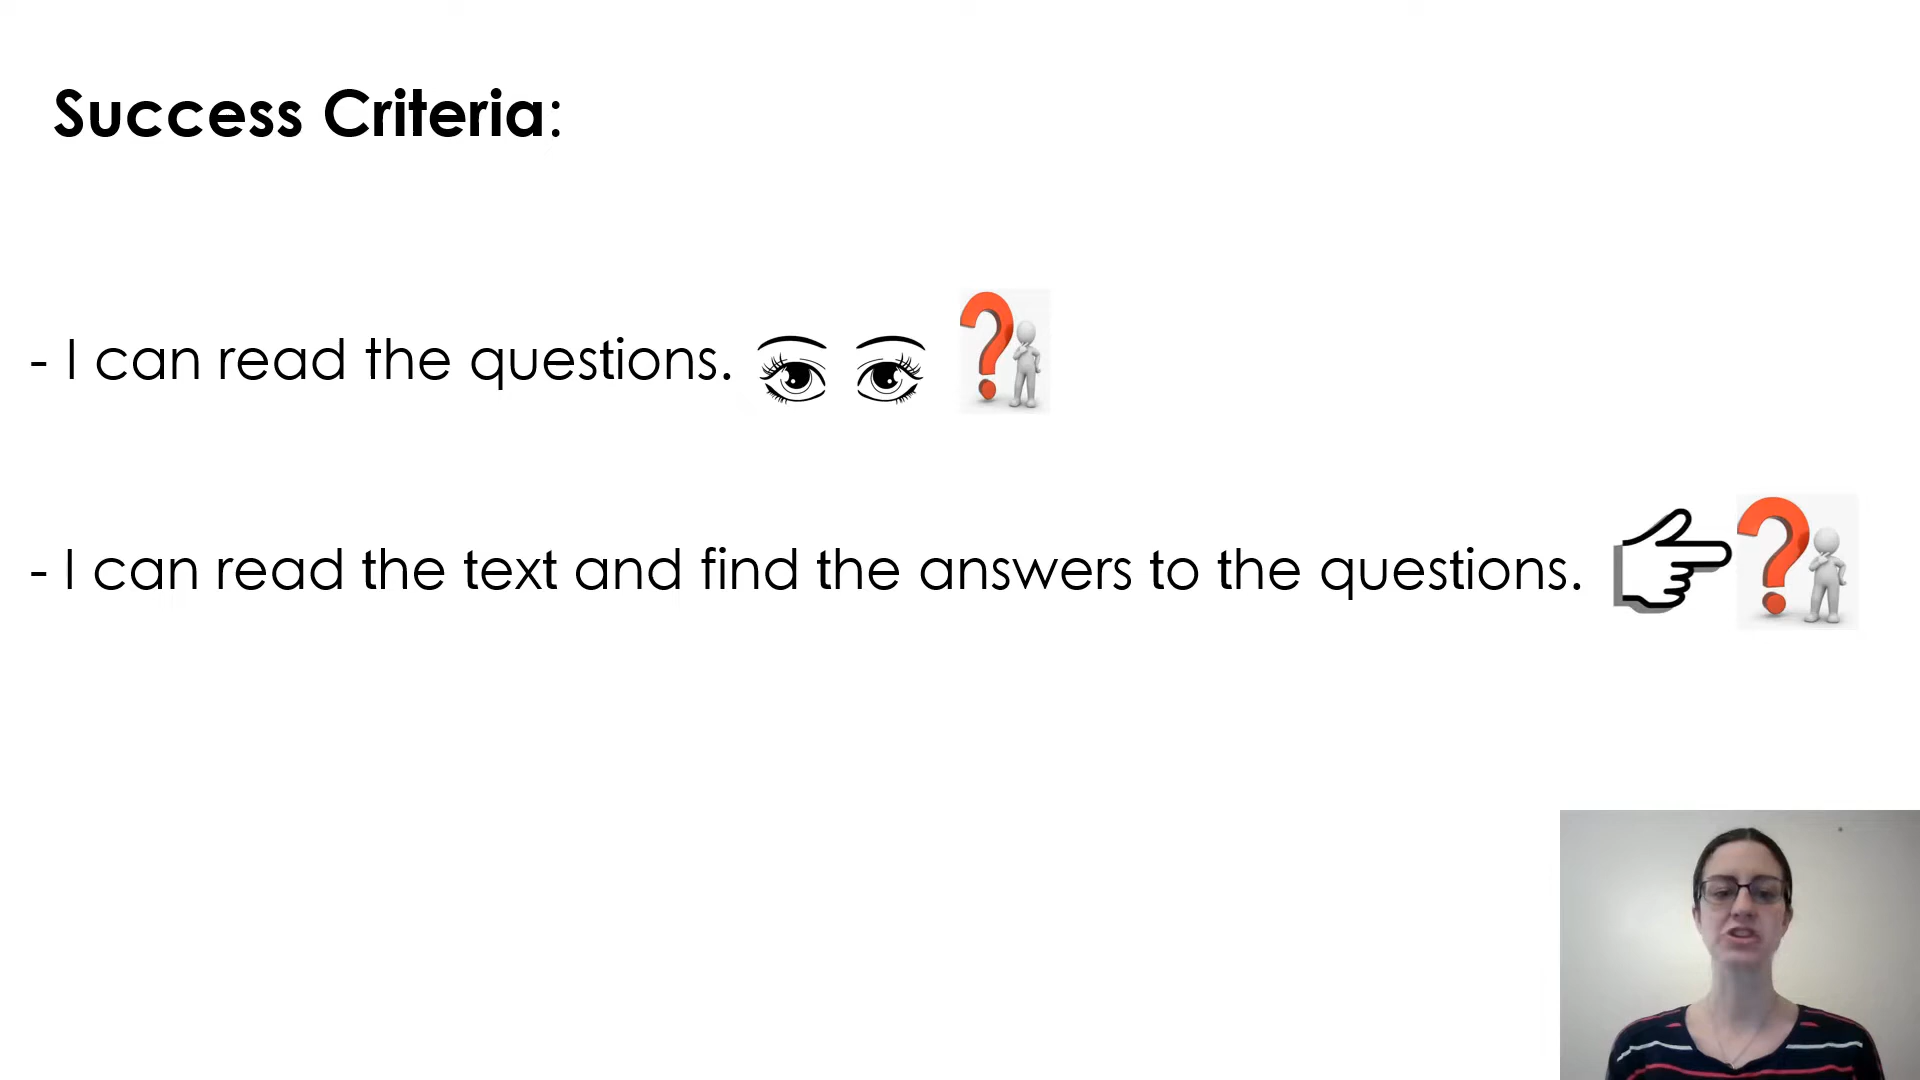 Success Criteria:
- I can read the questions.
- I can read the text and find the answers to the questions.